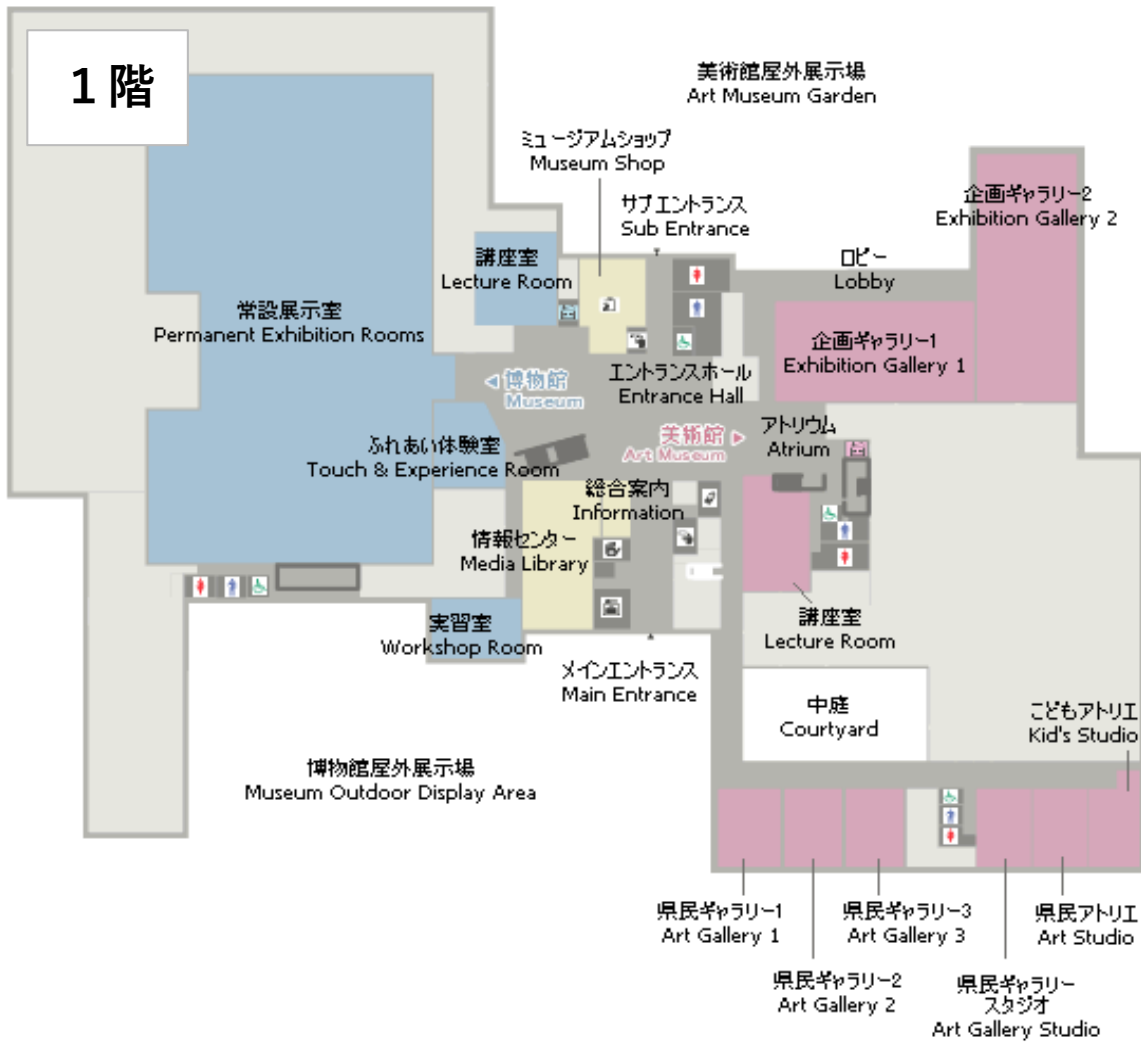 1階
美術館屋外展示場
Art Museum Garden
ミュージアムショップ
Museum Shop
サブエントランス
Sub Entrance
企画ギャラリー2
Exhibition Gallery 2
講座室
Lecture Room
ロビー
Lobby
常設展示室
Permanent Exhibition Rooms
企画ギャラリー1
Exhibition Gallery 1
博物館
Museum
エントランスホール
Entrance Hall
美術館
Art Museum
アトリウム
Atrium
ふれあい体験室
Touch & Experience Room
総合案内
Information
情報センター
Media Library
実習室
Workshop Room
講座室
Lecture Room
メインエントランス
Main Entrance
中庭
Courtyard
こどもアトリエ
Kid's Studio
博物館屋外展示場
Museum Outdoor Display Area
県民ギャラリー1
Art Gallery 1
県民ギャラリー3
Art Gallery 3
県民アトリエ
Art Studio
県民ギャラリー2
Art Gallery 2
県民ギャラリー
スタジオ
Art Gallery Studio